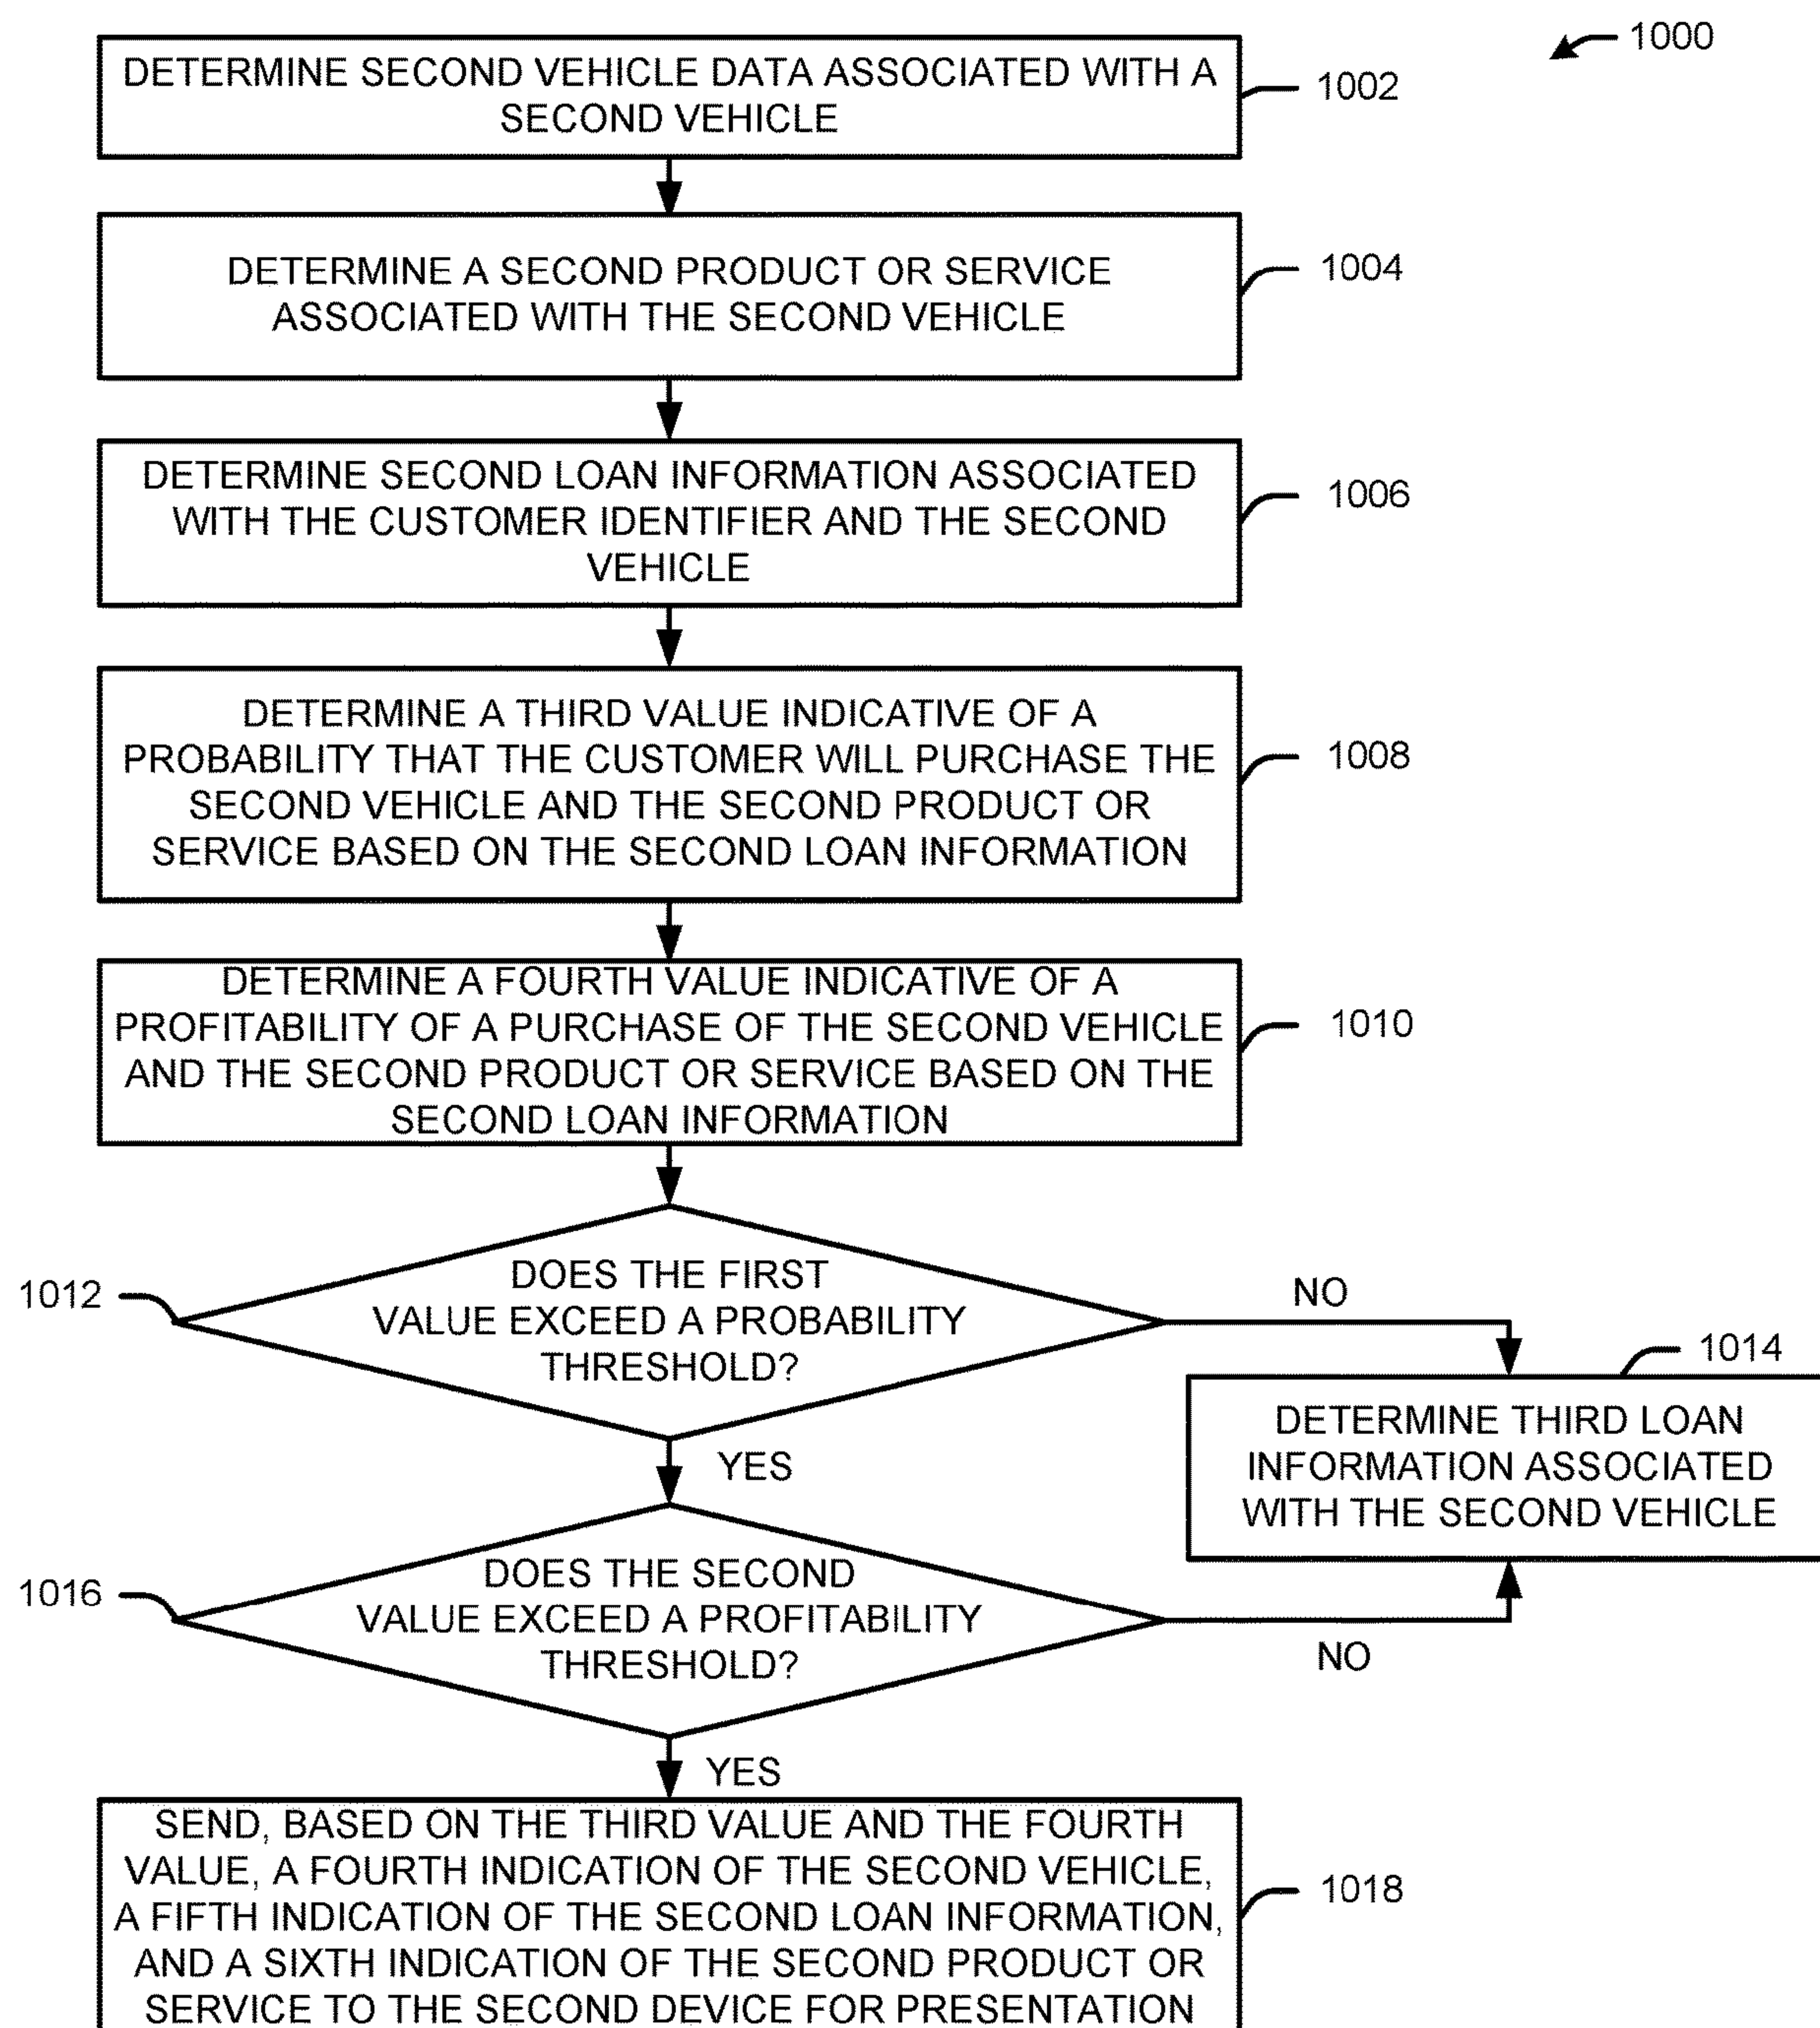 1000
DETERMINE SECOND VEHICLE DATA ASSOCIATED WITH A
SECOND VEHICLE
1002
DETERMINE A SECOND PRODUCT OR SERVICE
ASSOCIATED WITH THE SECOND VEHICLE
1004
DETERMINE SECOND LOAN INFORMATION ASSOCIATED
WITH THE CUSTOMER IDENTIFIER AND THE SECOND
VEHICLE
1006
DETERMINE A THIRD VALUE INDICATIVE OF A
PROBABILITY THAT THE CUSTOMER WILL PURCHASE THE
SECOND VEHICLE AND THE SECOND PRODUCT OR
SERVICE BASED ON THE SECOND LOAN INFORMATION
1008
DETERMINE A FOURTH VALUE INDICATIVE OF A
PROFITABILITY OF A PURCHASE OF THE SECOND VEHICLE
AND THE SECOND PRODUCT OR SERVICE BASED ON THE
SECOND LOAN INFORMATION
1010
1012
DOES THE FIRST
VALUE EXCEED A PROBABILITY
THRESHOLD?
NO
YES
1014
DETERMINE THIRD LOAN
INFORMATION ASSOCIATED
WITH THE SECOND VEHICLE
1016
DOES THE SECOND
VALUE EXCEED A PROFITABILITY
THRESHOLD?
NO
YES
SEND, BASED ON THE THIRD VALUE AND THE FOURTH
VALUE, A FOURTH INDICATION OF THE SECOND VEHICLE,
A FIFTH INDICATION OF THE SECOND LOAN INFORMATION,
AND A SIXTH INDICATION OF THE SECOND PRODUCT OR
SERVICE TO THE SECOND DEVICE FOR PRESENTATION
1018